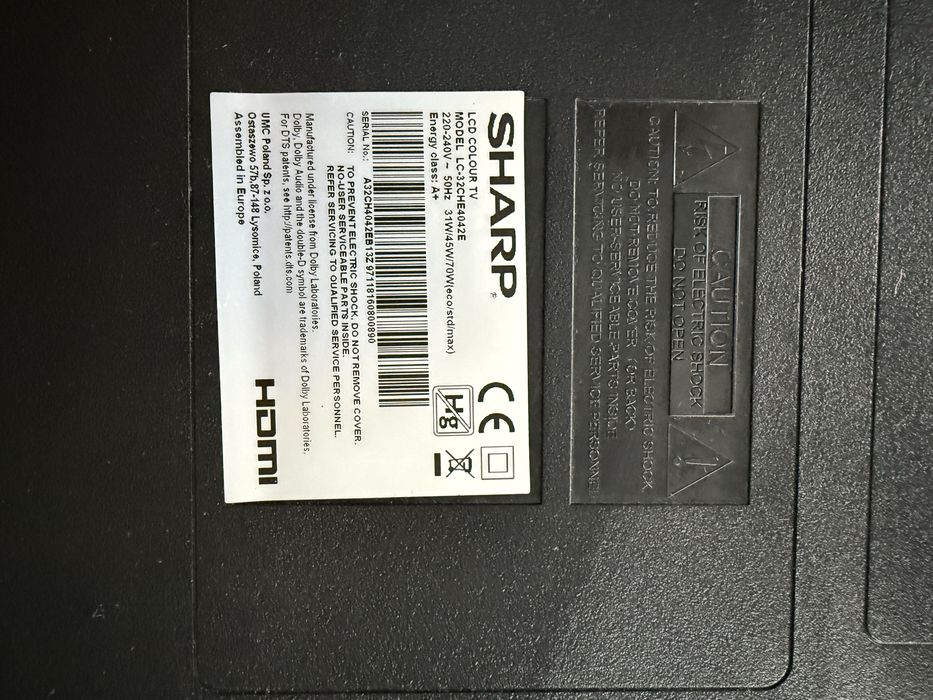 CAUTION
RISK OF ELECTRIC SHOCK
DO NOT OPEN
CAUTION: TO REDUCE THE RISK OF ELECTRIC SHOCK
DO NOT REMOVE COVER (OR BACK)
NO USER-SERVICEABLE PARTS INSIDE
REFER SERVICING TO QUALIFIED SERVICE PERSONNEL
SHARP®
LCD COLOUR TV
MODEL LC-32CHE4042E
220-240V ~ 50Hz 31W/45W/70W(eco/std/max)
Energy class: A+
CE
Hg
SERIAL No.: A32CH4042EB13Z 97118160800890
CAUTION: TO PREVENT ELECTRIC SHOCK, DO NOT REMOVE COVER.
NO-USER SERVICEABLE PARTS INSIDE.
REFER SERVICING TO QUALIFIED SERVICE PERSONNEL.
Manufactured under license from Dolby Laboratories.
Dolby, Dolby Audio and the double-D symbol are trademarks of Dolby Laboratories.
For DTS patents, see http://patents.dts.com
UMC Poland Sp. z o.o.
Ostaszewo 57b,87-148 Lysomice, Poland
Assembled in Europe
HDMI